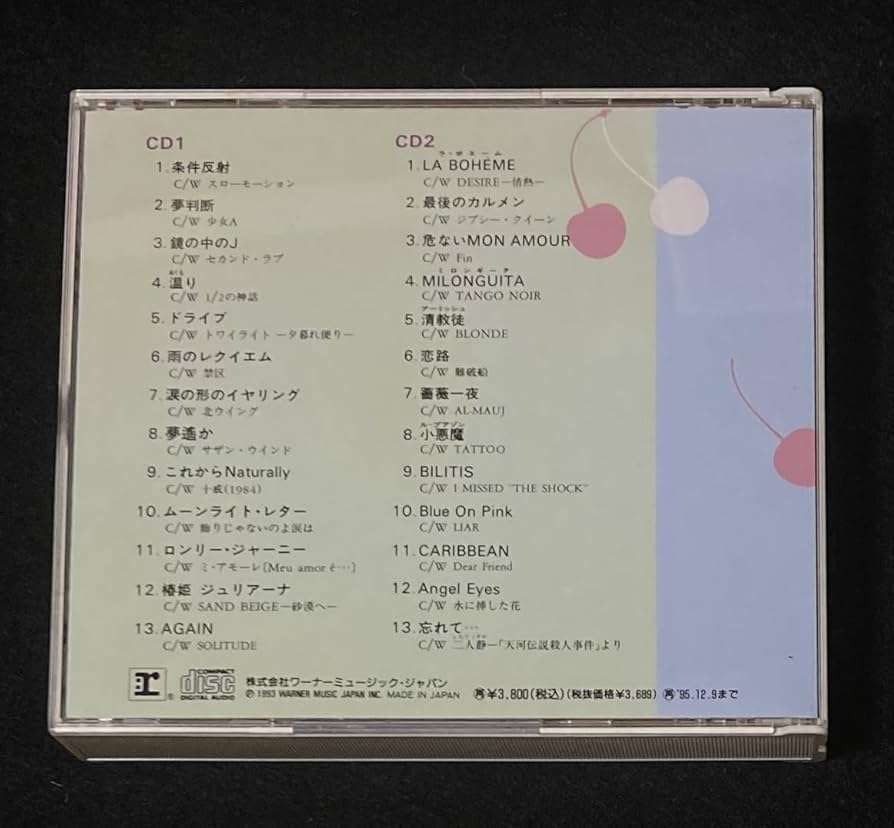 CD1
1. 条件反射
C/W スローモーション
2. 夢判断
C/W 少女A
3. 鏡の中のJ
C/W セカンド・ラブ
ぬくも
4. 温り
C/W 1/2の神話
5. ドライブ
C/W トワイライト —夕暮れ便り—
6. 雨のレクイエム
C/W 禁区
7. 涙の形のイヤリング
C/W 北ウイング
8. 夢遙か
C/W サザン・ウインド
9. これからNaturally
C/W 十戒(1984)
10. ムーンライト・レター
C/W 飾りじゃないのよ涙は
11. ロンリー・ジャーニー
C/W ミ・アモーレ[Meu amor é…]
12. 椿姫 ジュリアーナ
C/W SAND BEIGE—砂漠へ—
13. AGAIN
C/W SOLITUDE
CD2
ラ・ボエーム
1. LA BOHÈME
C/W DESIRE—情熱—
2. 最後のカルメン
C/W ジプシー・クイーン
3. 危ないMON AMOUR
C/W Fin
ミロンギータ
4. MILONGUITA
C/W TANGO NOIR
アーミッシュ
5. 清教徒
C/W BLONDE
6. 恋路
C/W 難破船
7. 薔薇一夜
C/W AL-MAUJ
ル・プアゾン
8. 小悪魔
C/W TATTOO
9. BILITIS
C/W I MISSED "THE SHOCK"
10. Blue On Pink
C/W LIAR
11. CARIBBEAN
C/W Dear Friend
12. Angel Eyes
C/W 水に挿した花
13. 忘れて……
C/W 二人静—「天河伝説殺人事件」より
r ®
COMPACT
disc
DIGITAL AUDIO
株式会社ワーナーミュージック・ジャパン
℗ 1993 WARNER MUSIC JAPAN INC. MADE IN JAPAN
再¥3,800(税込)(税抜価格¥3,689) 再'95.12.9まで